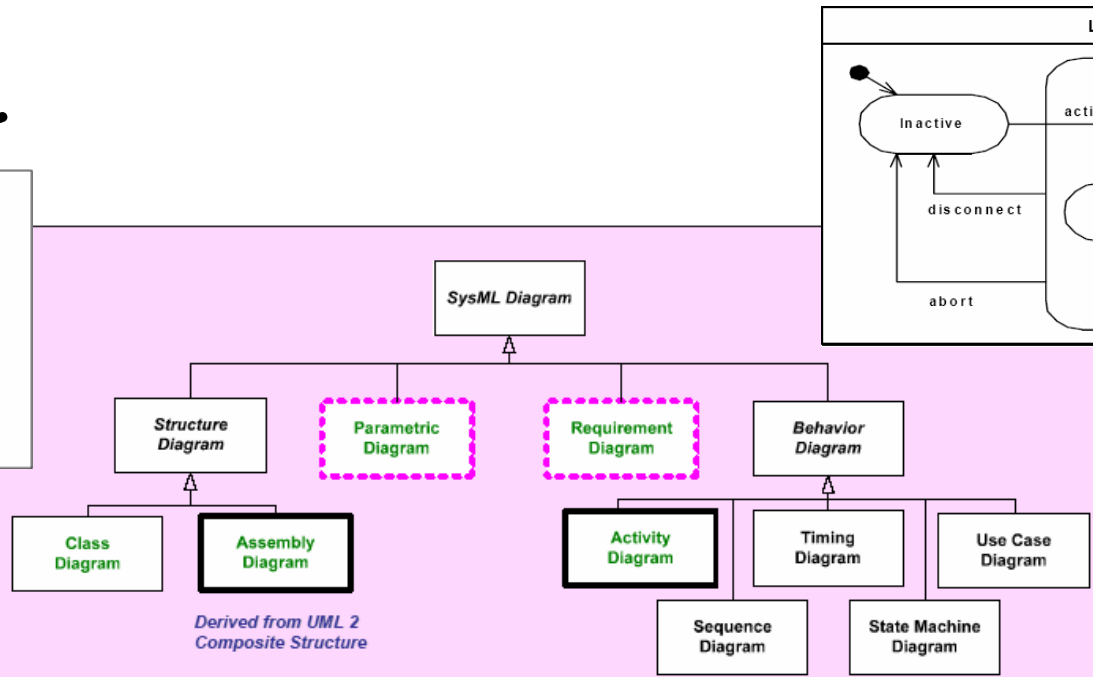 Inactive
disconnect
abort
SysML Diagram
Structure
Diagram
Parametric
Diagram
Requirement
Diagram
Behavior
Diagram
Class
Diagram
Assembly
Diagram
Activity
Diagram
Timing
Diagram
Use Case
Diagram
Derived from UML 2
Composite Structure
Sequence
Diagram
State Machine
Diagram